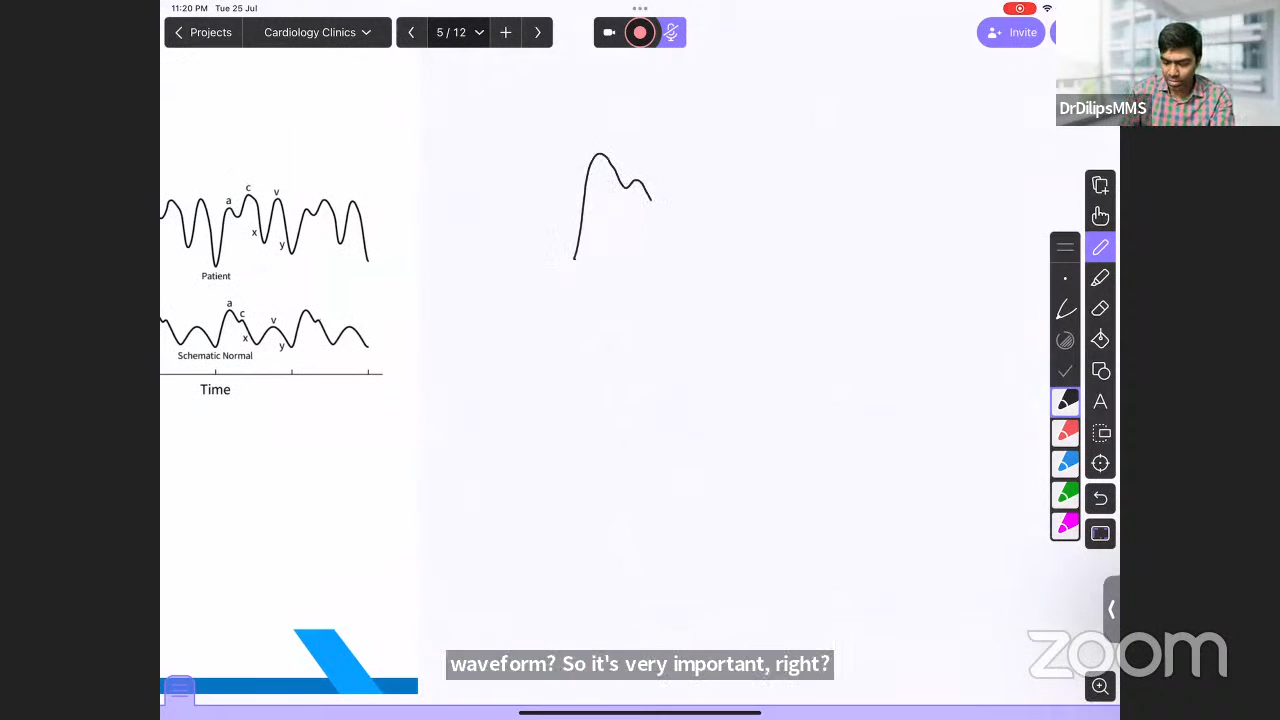 11:20 PM Tue 25 Jul
Projects Cardiology Clinics 5 / 12 Invite
DrDilipsMMS
a c v
x y
Patient
a c v
x y
Schematic Normal
Time
A
waveform? So it's very important, right?
zoom